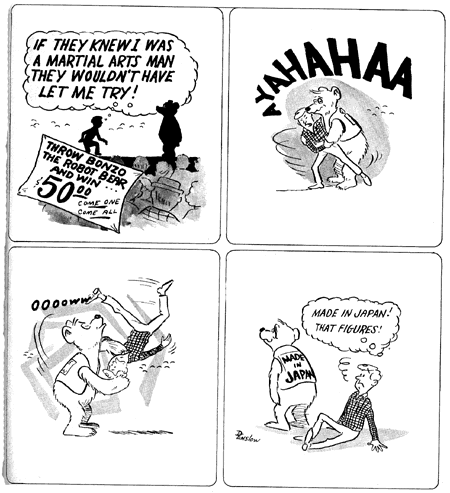 IF THEY KNEW I WAS
A MARTIAL ARTS MAN
THEY WOULDN'T HAVE
LET ME TRY!
THROW BONZO
THE ROBOT BEAR
AND WIN...
$50.00
COME ONE
COME ALL
AYAHAHAA
OOOOWW
MADE IN JAPAN!
THAT FIGURES!
MADE
IN
JAPAN